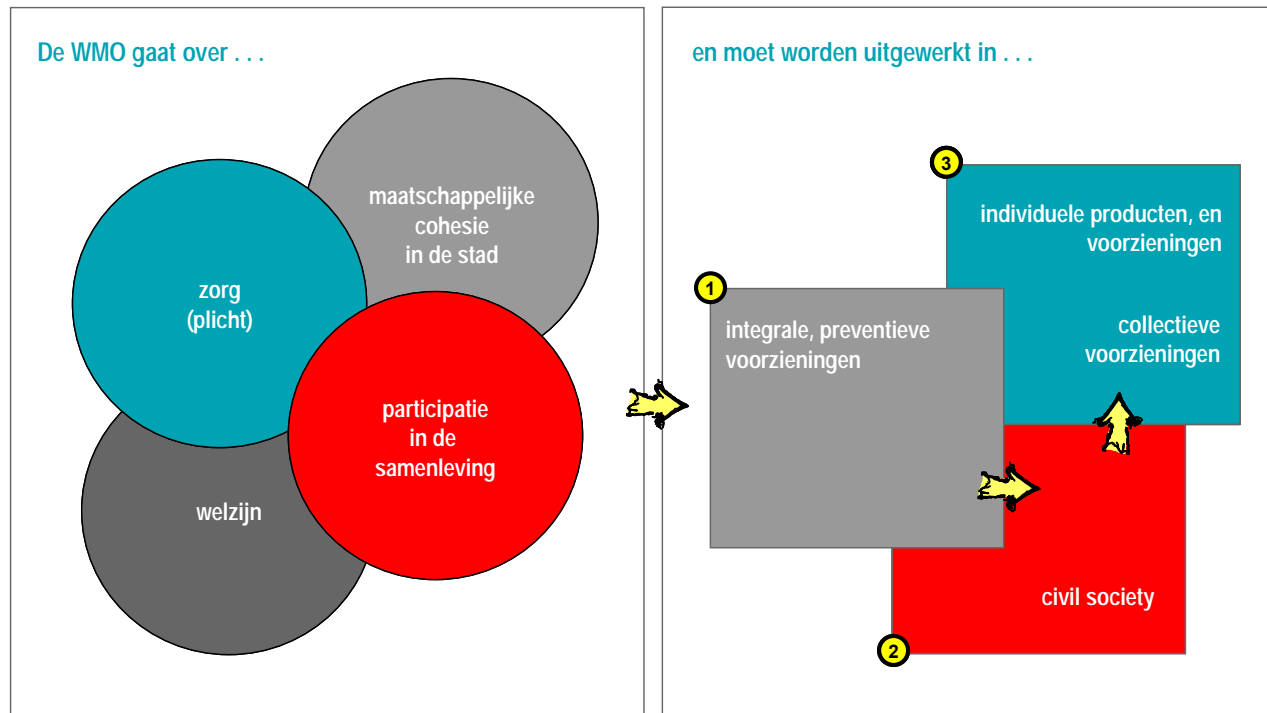 De WMO gaat over . . .
maatschappelijke
cohesie
in de stad
zorg
(plicht)
participatie
in de
samenleving
welzijn
en moet worden uitgewerkt in . . .
3
individuele producten, en
voorzieningen
1
integrale, preventieve
voorzieningen
collectieve
voorzieningen
civil society
2